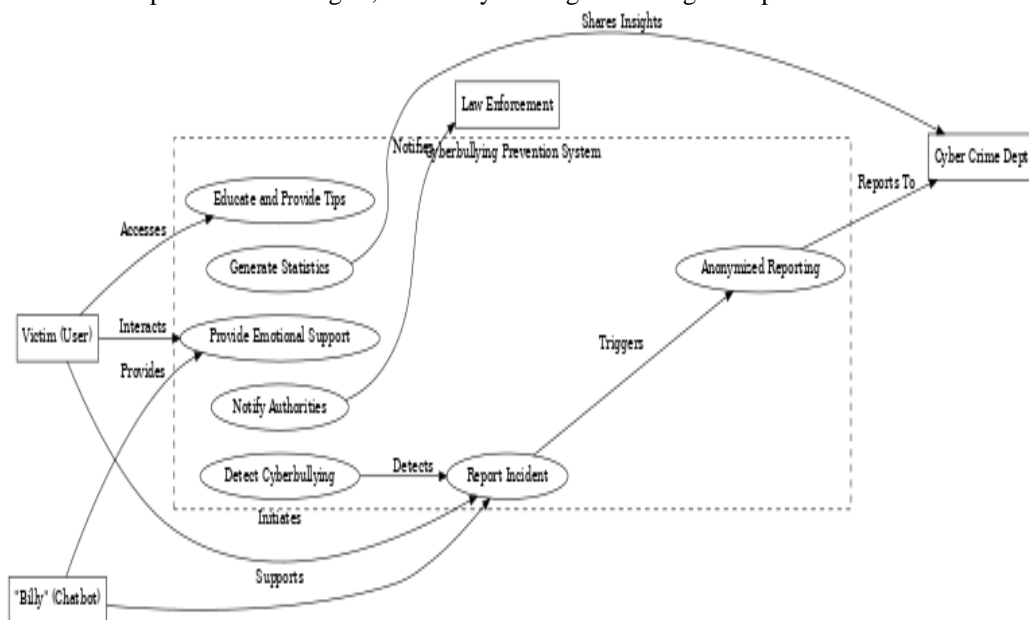 Shares Insights
Law Enforcement
Notifies
Cyberbullying Prevention System
Cyber Crime Dept
Reports To
Educate and Provide Tips
Accesses
Generate Statistics
Anonymized Reporting
Victim (User)
Interacts
Provide Emotional Support
Triggers
Provides
Notify Authorities
Detect Cyberbullying
Detects
Report Incident
Initiates
Supports
"Billy" (Chatbot)